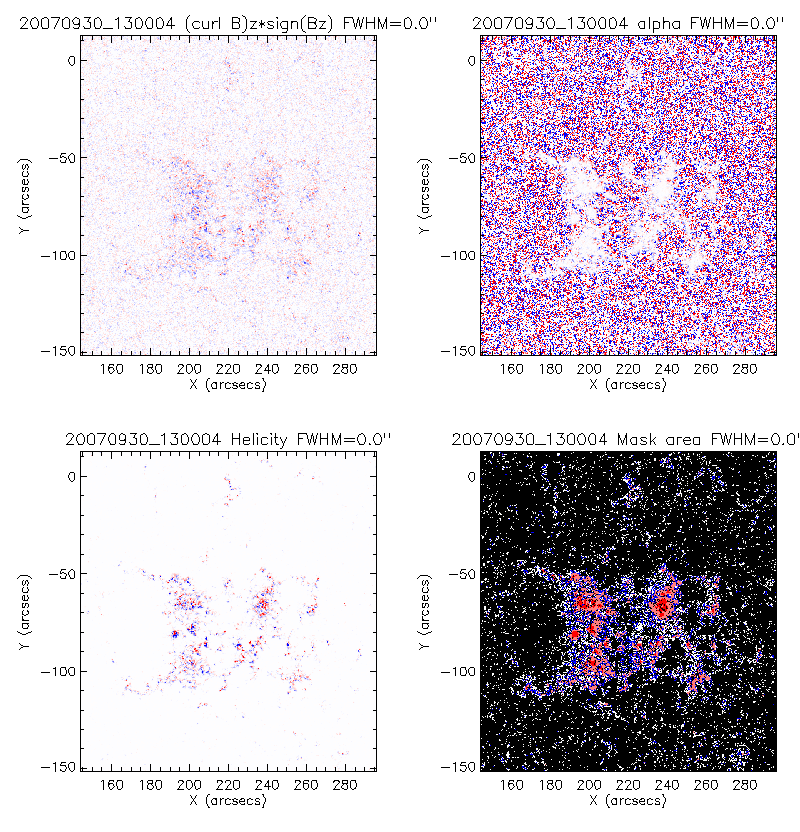 20070930_130004 (curl B)z*sign(Bz) FWHM=0.0"
20070930_130004 alpha FWHM=0.0"
0
−50
−100
−150
Y (arcsecs)
160 180 200 220 240 260 280
X (arcsecs)
0
−50
−100
−150
Y (arcsecs)
160 180 200 220 240 260 280
X (arcsecs)
20070930_130004 Helicity FWHM=0.0"
20070930_130004 Mask area FWHM=0.0"
0
−50
−100
−150
Y (arcsecs)
160 180 200 220 240 260 280
X (arcsecs)
0
−50
−100
−150
Y (arcsecs)
160 180 200 220 240 260 280
X (arcsecs)